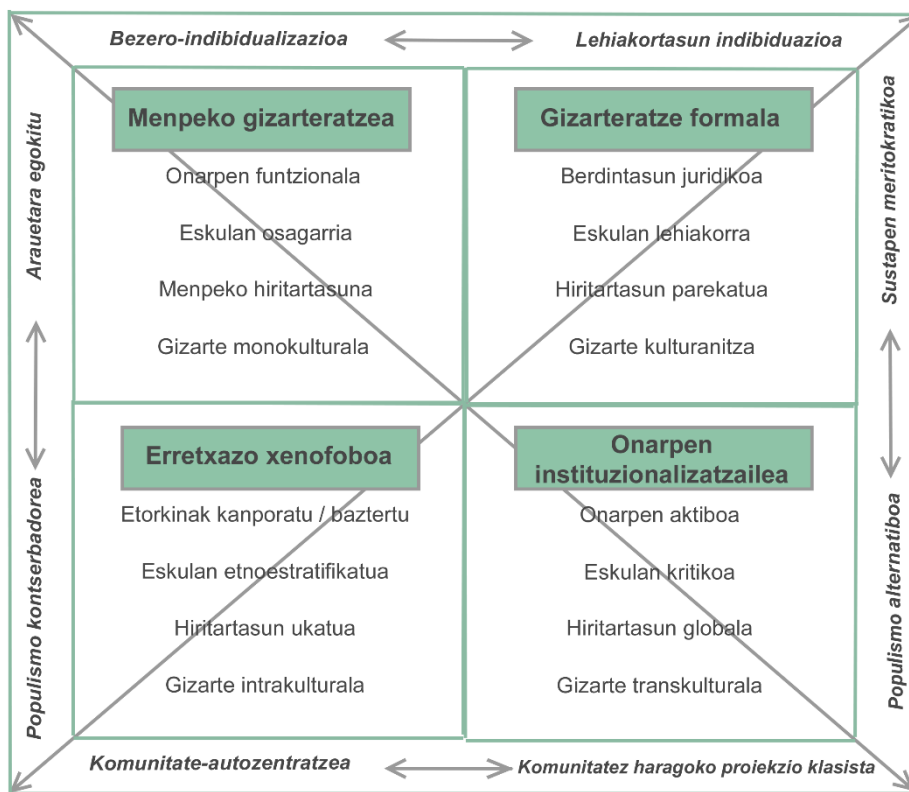 Bezero-indibidualizazioa
Lehiakortasun indibiduazioa
Araueetara egokitu
Populismo kontserbadorea
Menpeko gizarteratzea
Onarpen funtzionala
Eskulan osagarria
Menpeko hiritartasuna
Gizarte monokulturala
Gizarteratze formala
Berdintasun juridikoa
Eskulan lehiakorra
Hiritartasun parekatua
Gizarte kulturanitza
Sustapen meritokratikoa
Populismo alternatiboa
Erretxazo xenofoboa
Etorkinak kanporatu / baztertu
Eskulan etnoestratifikatua
Hiritartasun ukatua
Gizarte intrakulturala
Onarpen
instituzionalizatzailea
Onarpen aktiboa
Eskulan kritikoa
Hiritartasun globala
Gizarte transkulturala
Komunitate-autozentratzea
Komunitatez haragoko proiekzio klasista